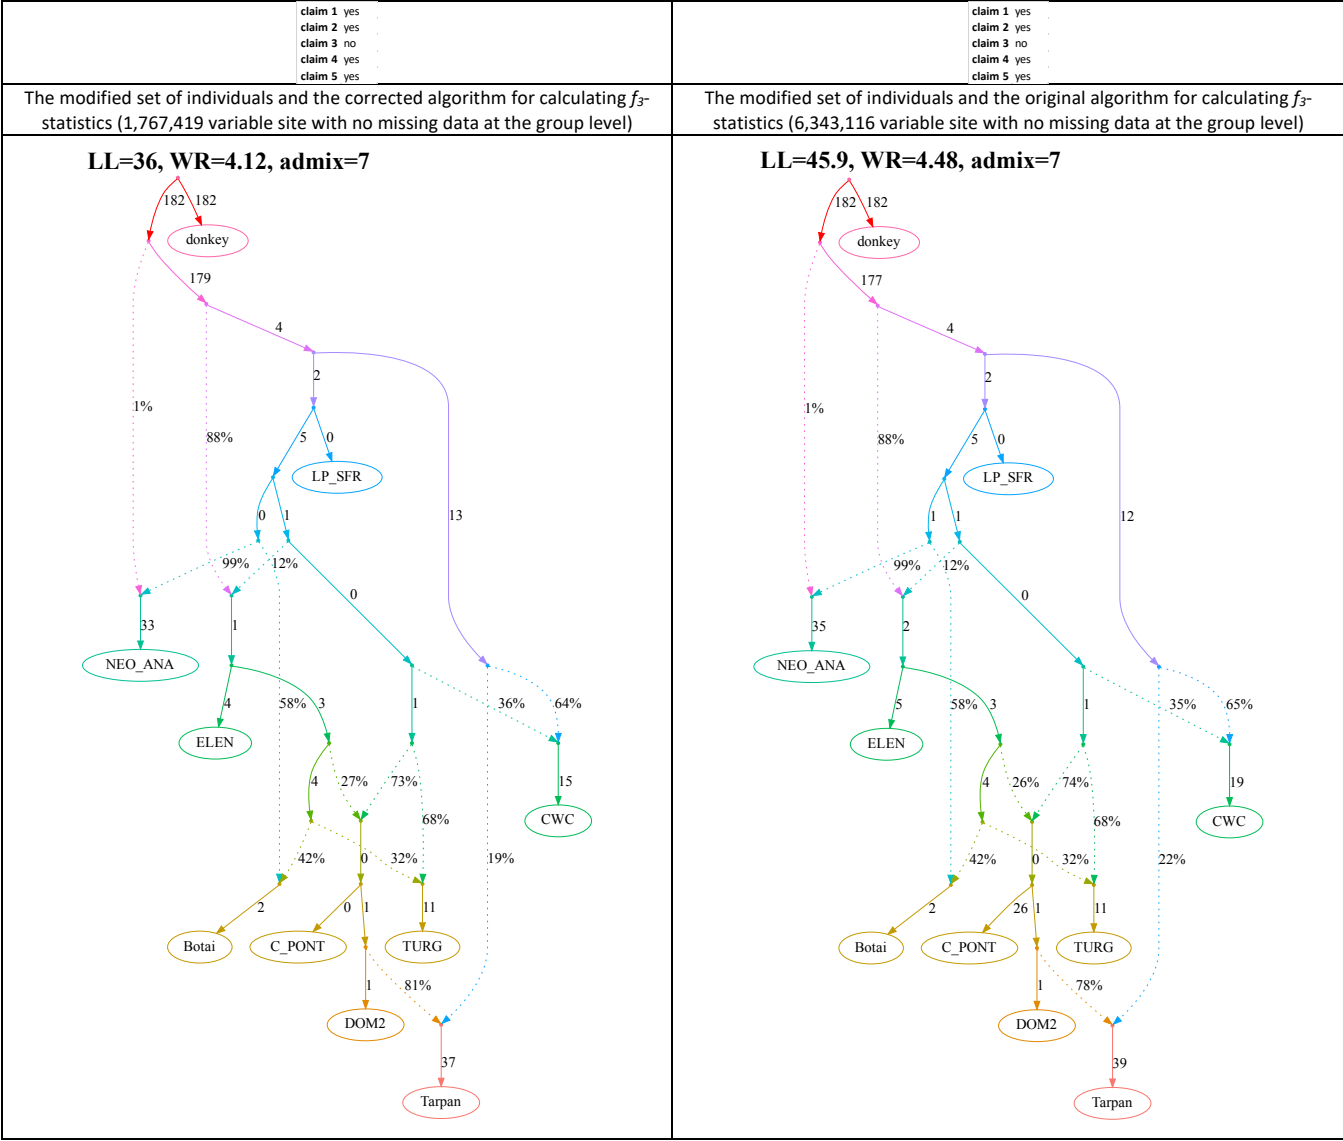 claim 1 yes
claim 2 yes
claim 3 no
claim 4 yes
claim 5 yes
The modified set of individuals and the corrected algorithm for calculating f3-
statistics (1,767,419 variable site with no missing data at the group level)
LL=36, WR=4.12, admix=7
182 182
donkey
179
4
2
1%
88%
5 0
LP_SFR
0 1
13
99% 12%
0
33
1
NEO_ANA
4
58% 3
1
36%
64%
ELEN
4
27%
73%
15
CWC
68%
42%
0
32%
19%
2
0 1
11
Botai
C_PONT
TURG
1
81%
DOM2
37
Tarpan
claim 1 yes
claim 2 yes
claim 3 no
claim 4 yes
claim 5 yes
The modified set of individuals and the original algorithm for calculating f3-
statistics (6,343,116 variable site with no missing data at the group level)
LL=45.9, WR=4.48, admix=7
182 182
donkey
177
4
2
1%
88%
5 0
LP_SFR
1 1
12
99% 12%
0
35
2
NEO_ANA
5
58% 3
1
35%
65%
ELEN
4
26%
74%
19
CWC
68%
42%
0
32%
22%
2
26 1
11
Botai
C_PONT
TURG
1
78%
DOM2
39
Tarpan